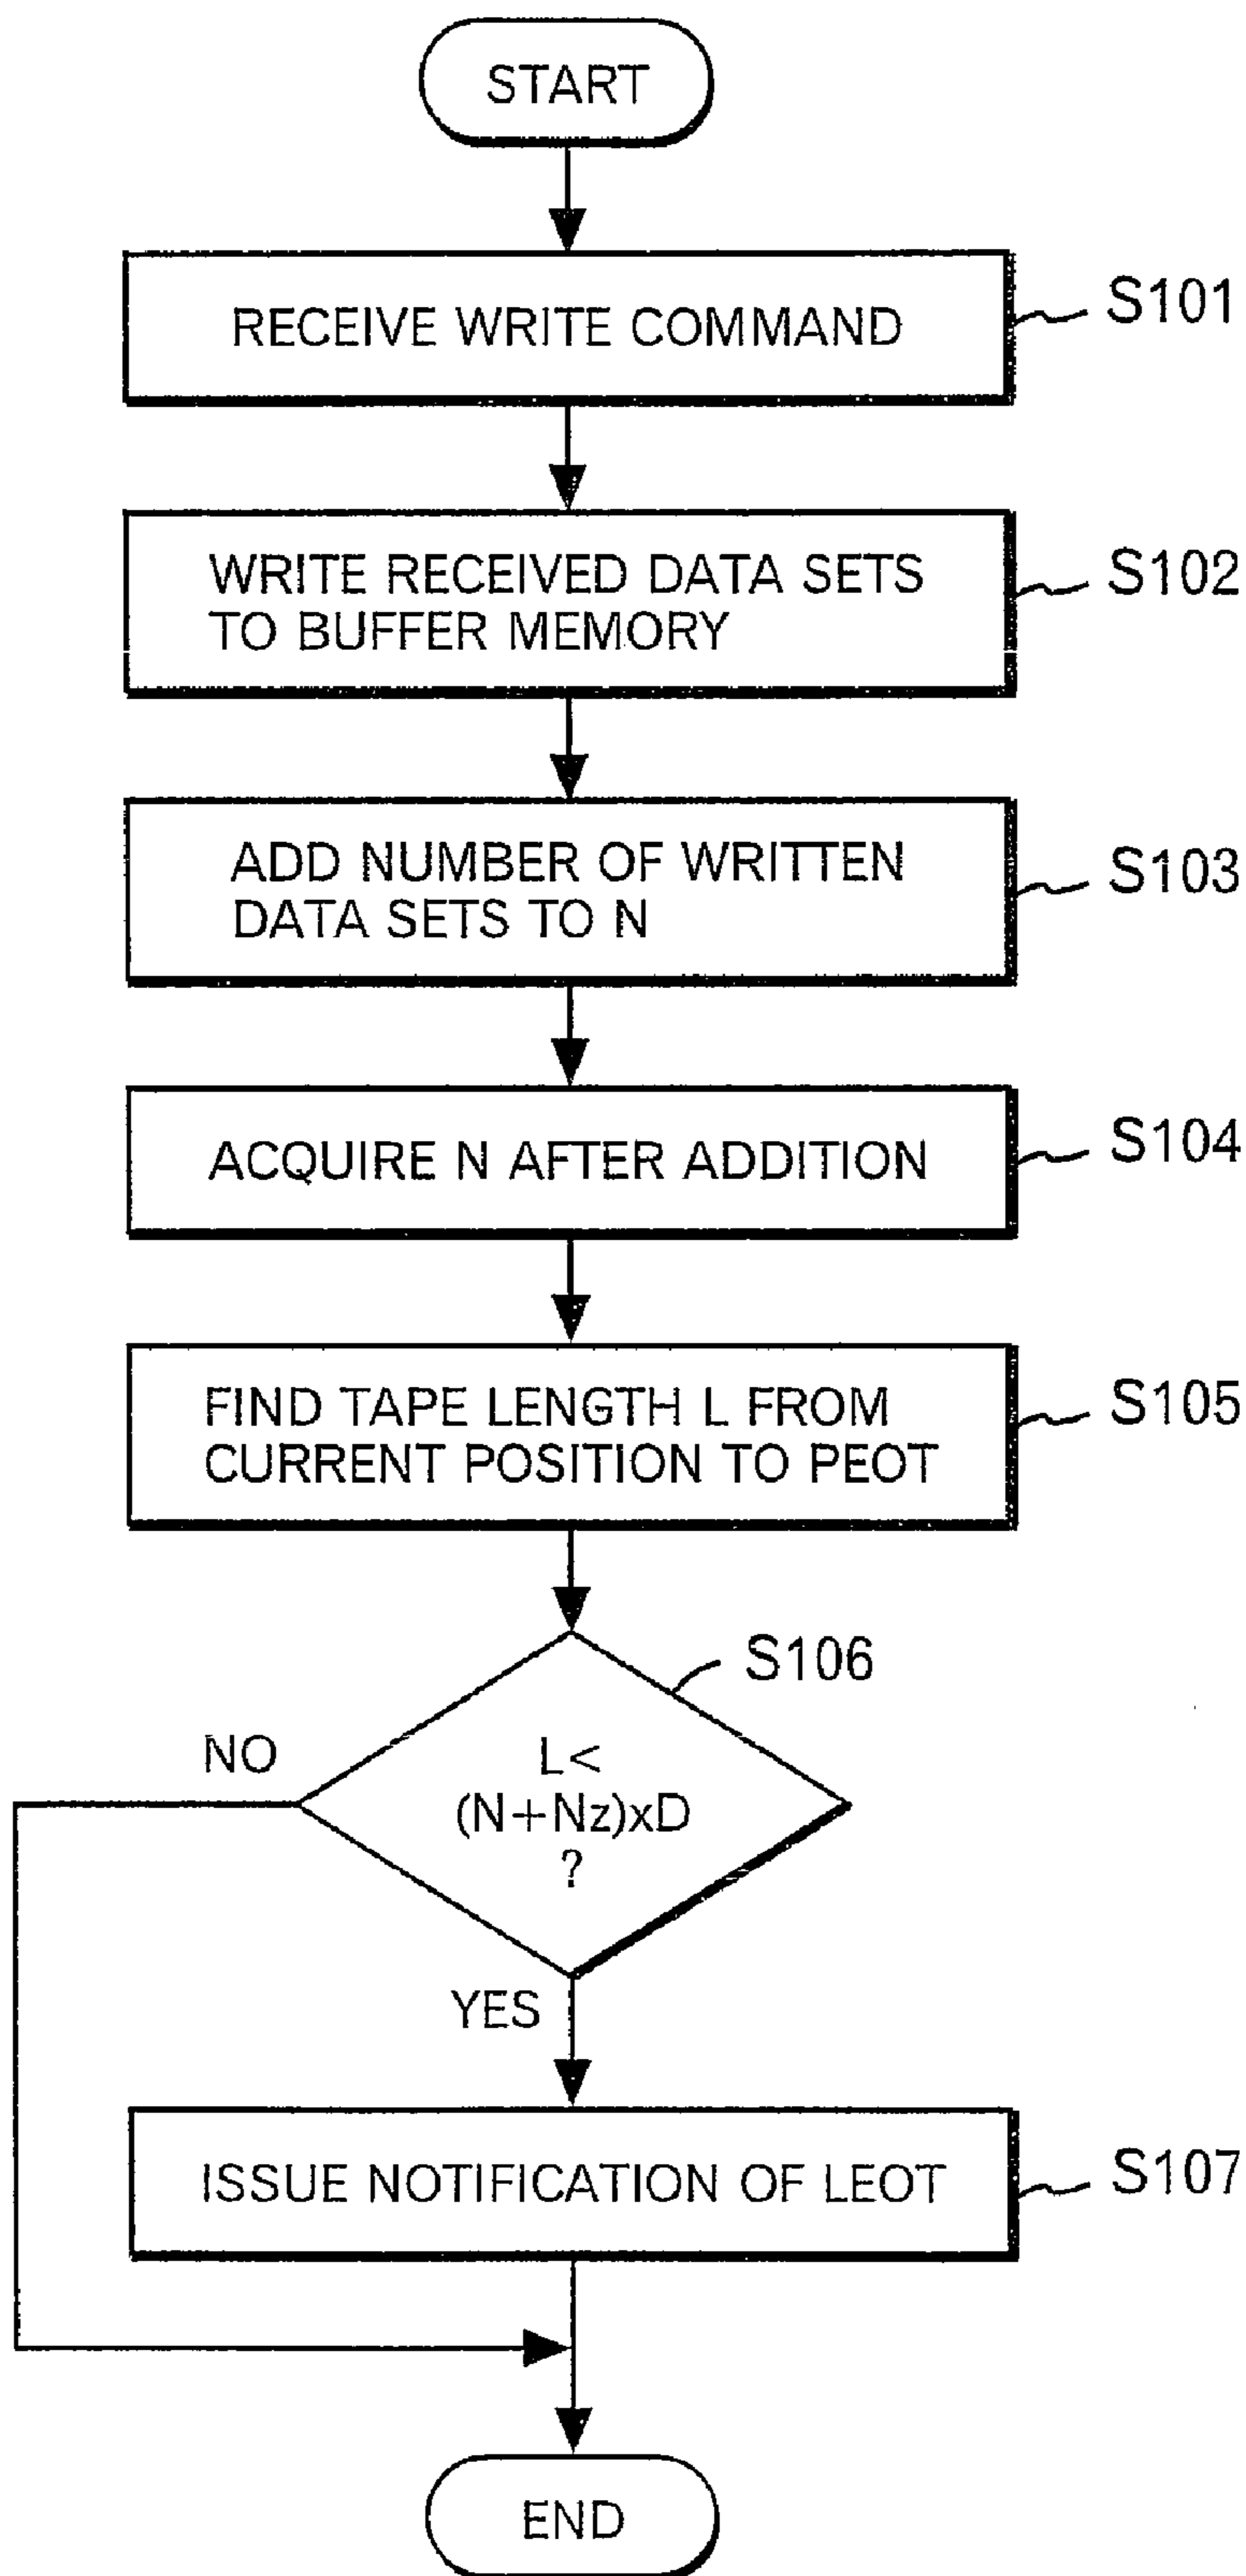 START
RECEIVE WRITE COMMAND
S101
WRITE RECEIVED DATA SETS
TO BUFFER MEMORY
S102
ADD NUMBER OF WRITTEN
DATA SETS TO N
S103
ACQUIRE N AFTER ADDITION
S104
FIND TAPE LENGTH L FROM
CURRENT POSITION TO PEOT
S105
S106
NO
L<
(N+Nz)xD
?
YES
ISSUE NOTIFICATION OF LEOT
S107
END